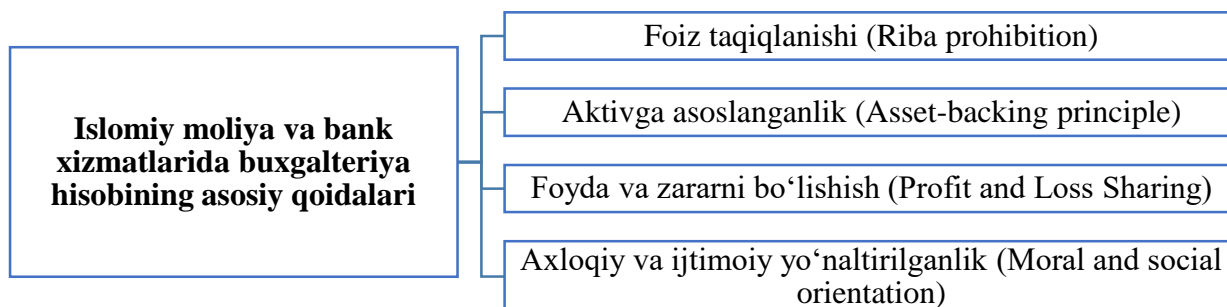 Islomiy moliya va bank
xizmatlarida buxgalteriya
hisobining asosiy qoidalari
Foiz taqiqlanishi (Riba prohibition)
Aktivga asoslanganlik (Asset-backing principle)
Foyda va zararni bo‘lishish (Profit and Loss Sharing)
Axloqiy va ijtimoiy yo‘naltirilganlik (Moral and social
orientation)